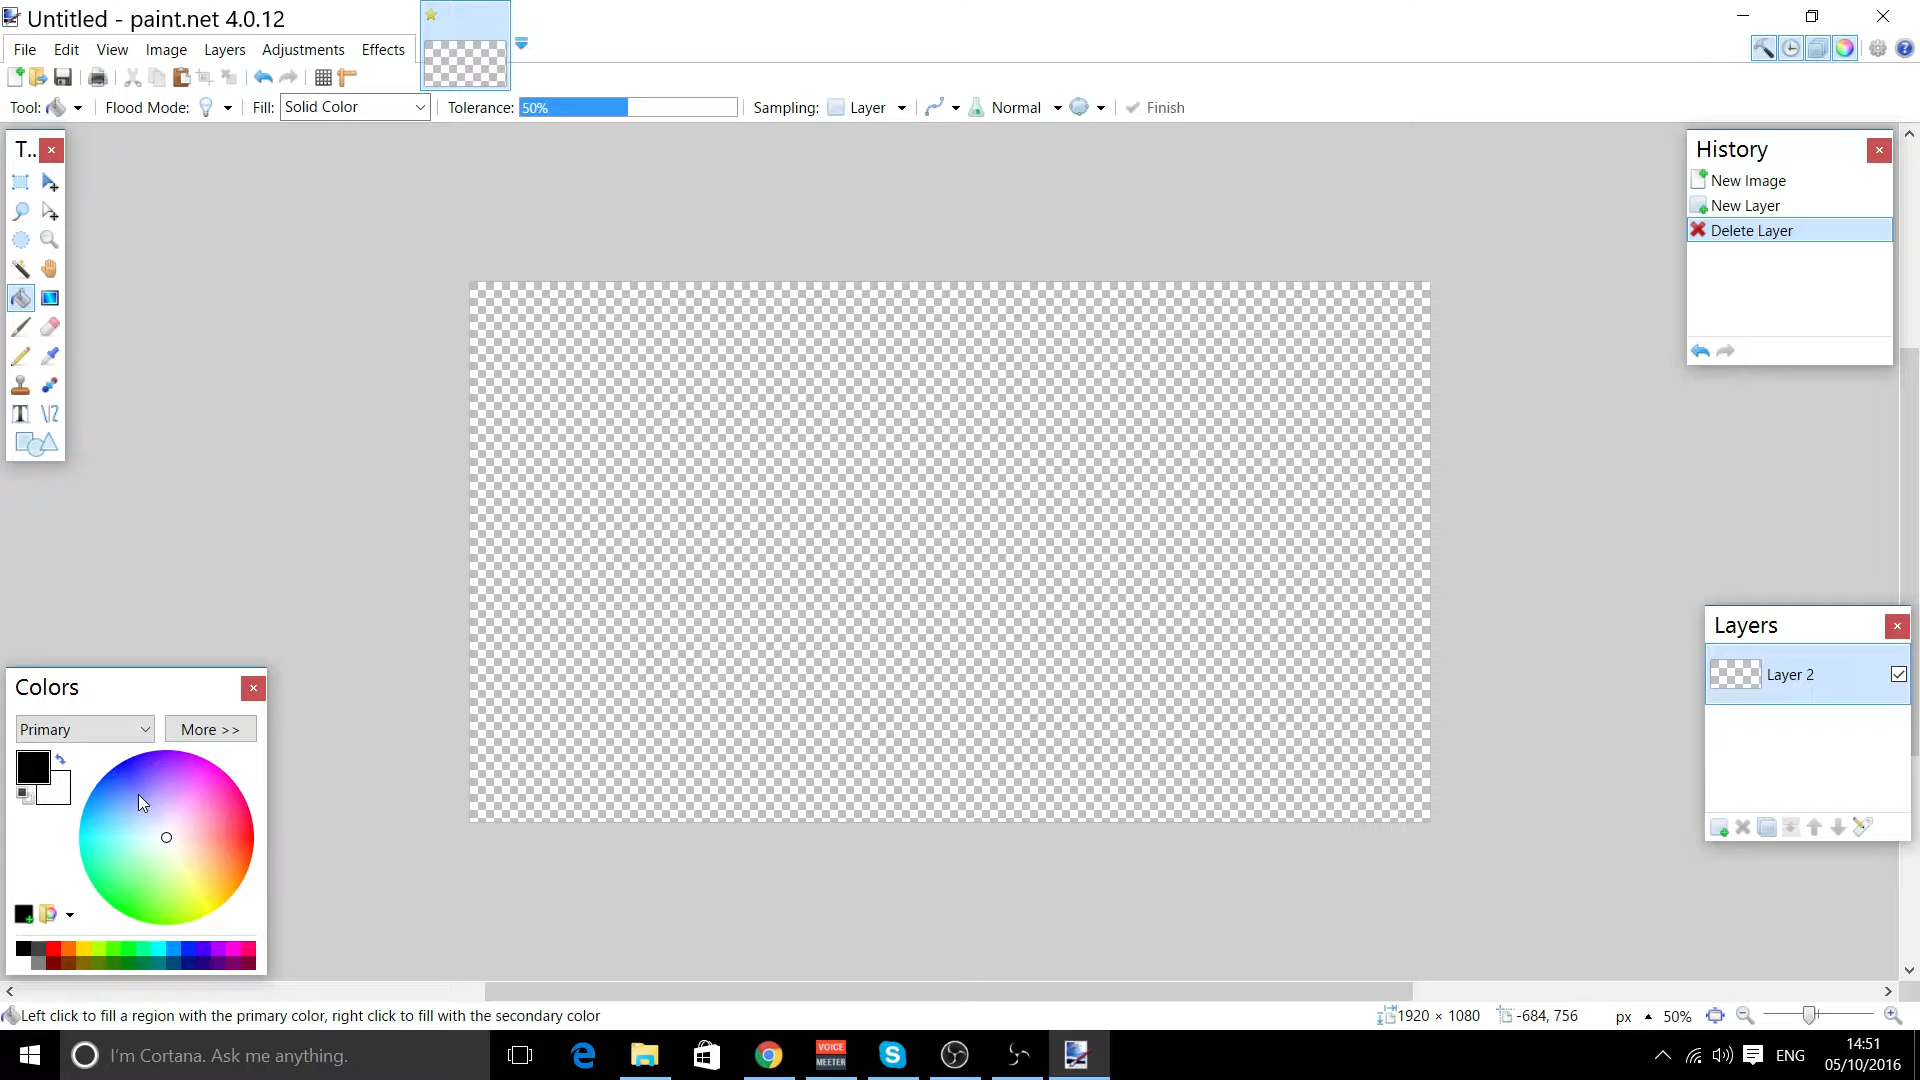 Untitled - paint.net 4.0.12
File Edit View Image Layers Adjustments Effects
Tool: Flood Mode: Fill: Solid Color Tolerance: 50% Sampling: Layer Normal Finish
T..
History
New Image
New Layer
Delete Layer
Layers
Layer 2
Colors
Primary More >>
Left click to fill a region with the primary color, right click to fill with the secondary color
1920 × 1080 -684, 756 px 50%
I'm Cortana. Ask me anything.
VOICE
MEETER
ENG
14:51
05/10/2016